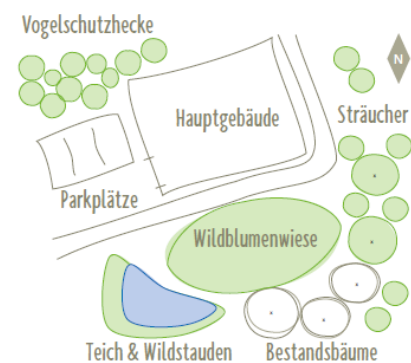 Vogelschutzhecke
N
Hauptgebäude
Sträucher
Parkplätze
Wildblumenwiese
Teich & Wildstauden
Bestandsbäume